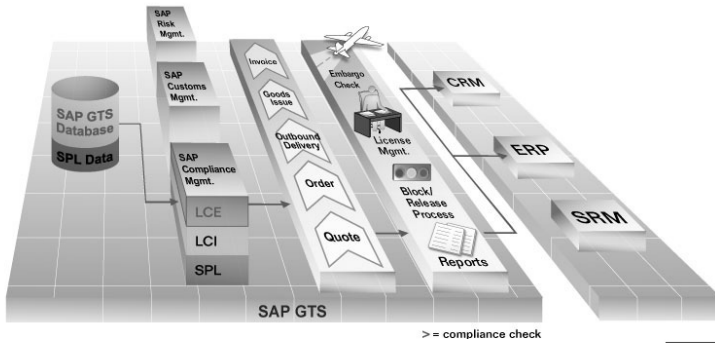 SAP
Risk
Mgmt.
SAP
Customs
Mgmt.
SAP GTS
Database
SPL Data
SAP
Compliance
Mgmt.
LCE
LCI
SPL
Invoice
Goods
Issue
Outbound
Delivery
Order
Quote
Embargo
Check
License
Mgmt.
Block/
Release
Process
Reports
CRM
ERP
SRM
SAP GTS
> = compliance check